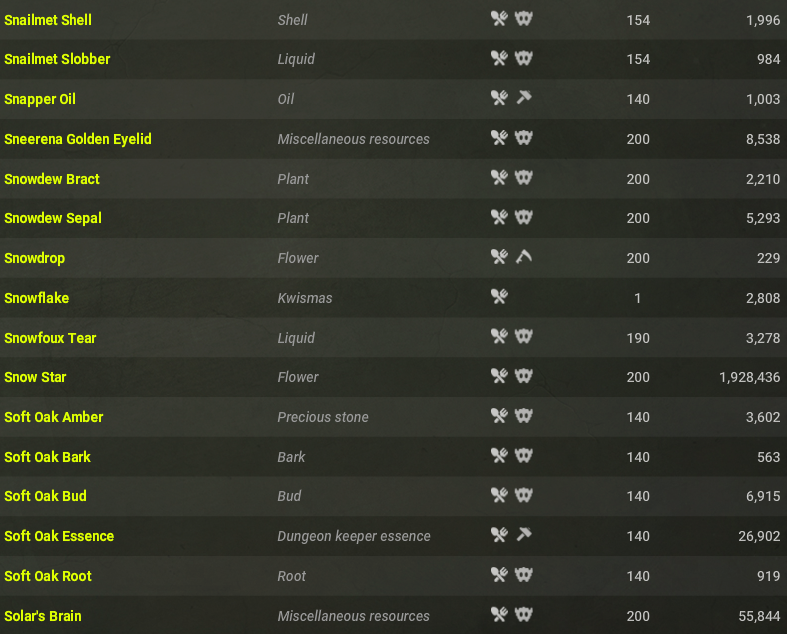 Snailmet Shell Shell 154 1,996
Snailmet Slobber Liquid 154 984
Snapper Oil Oil 140 1,003
Sneerena Golden Eyelid Miscellaneous resources 200 8,538
Snowdew Bract Plant 200 2,210
Snowdew Sepal Plant 200 5,293
Snowdrop Flower 200 229
Snowflake Kwismas 1 2,808
Snowfoux Tear Liquid 190 3,278
Snow Star Flower 200 1,928,436
Soft Oak Amber Precious stone 140 3,602
Soft Oak Bark Bark 140 563
Soft Oak Bud Bud 140 6,915
Soft Oak Essence Dungeon keeper essence 140 26,902
Soft Oak Root Root 140 919
Solar's Brain Miscellaneous resources 200 55,844